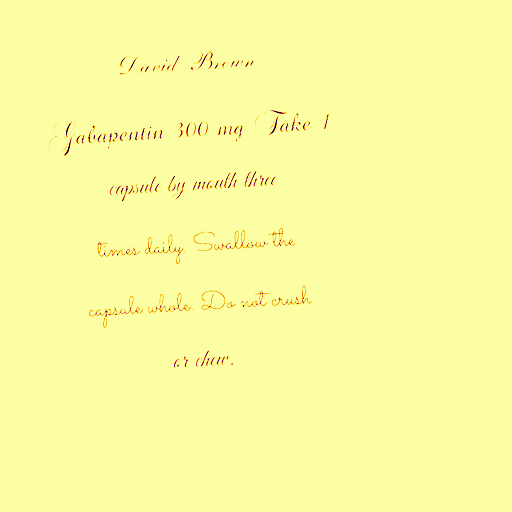 David Brown
Gabapentin 300 mg Take 1
capsule by mouth three
times daily. Swallow the
capsule whole. Do not crush
or chew.